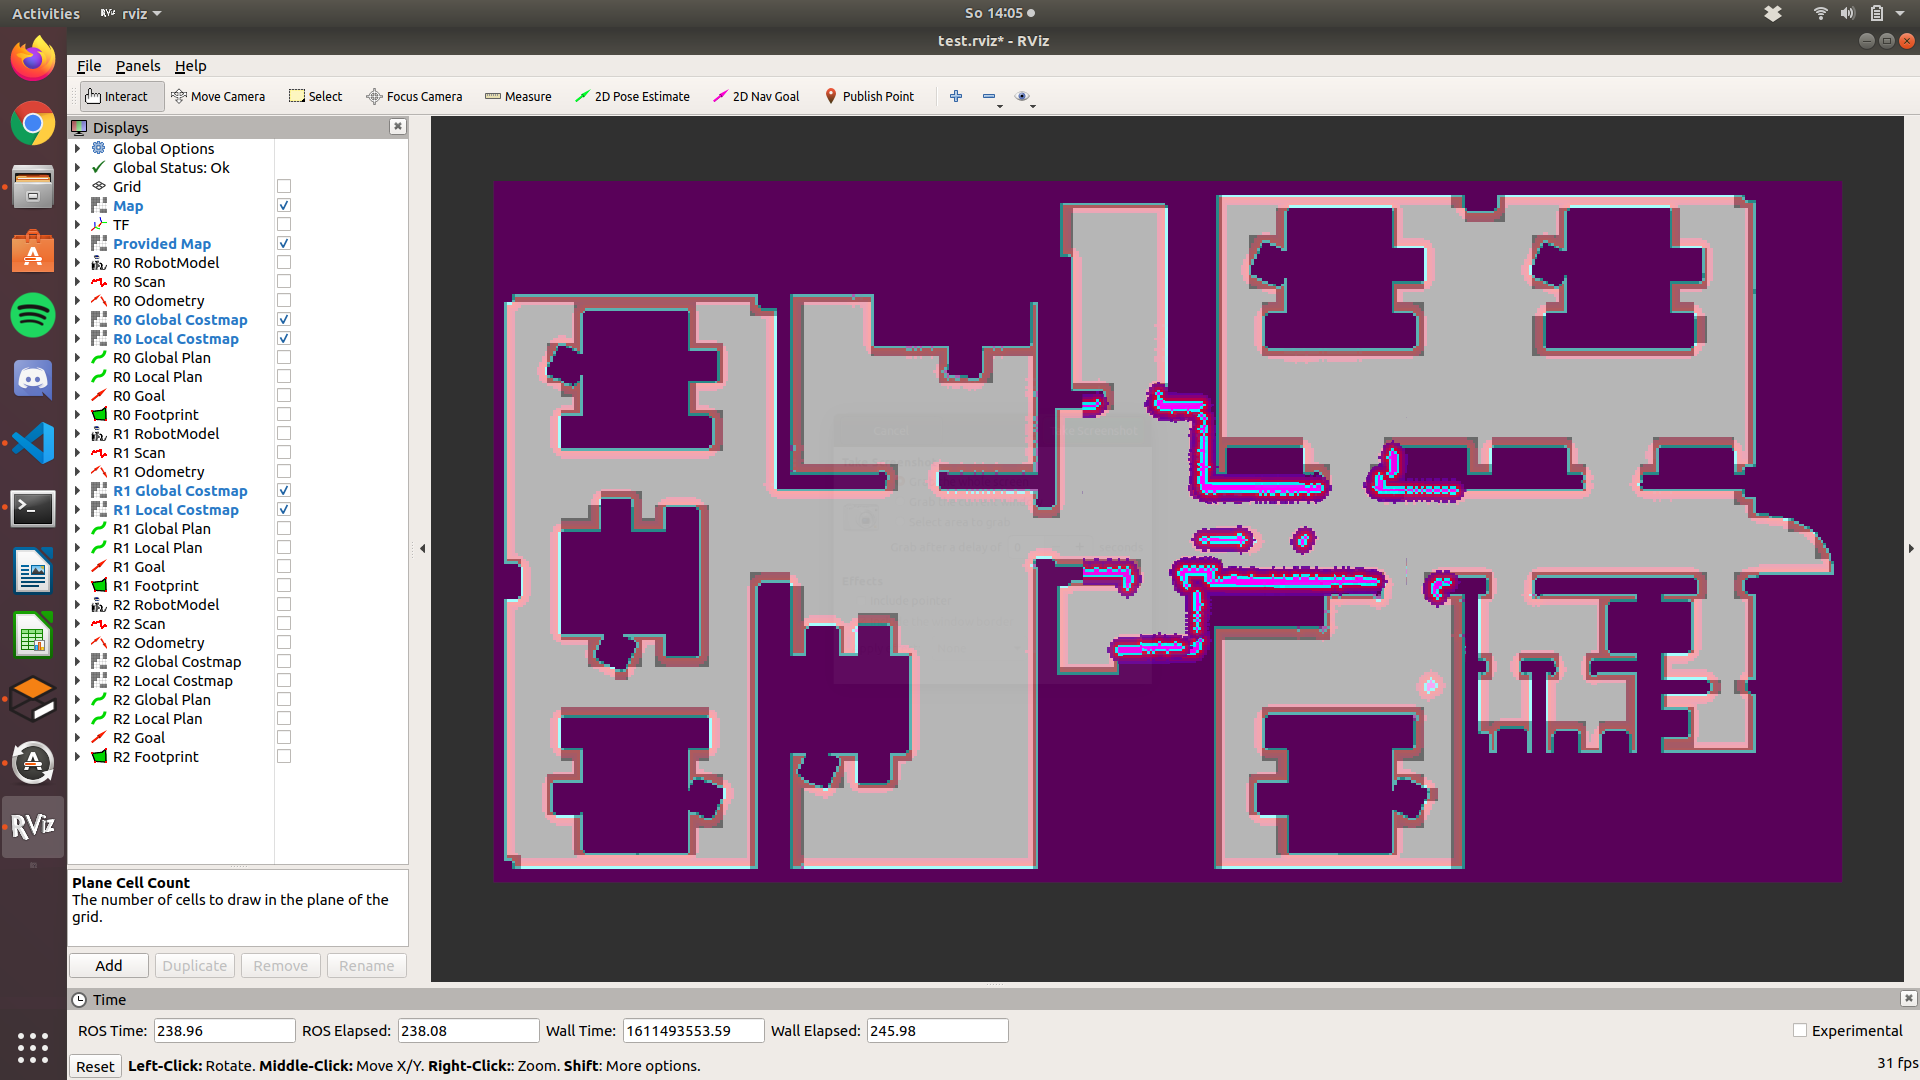 Activities RViz rviz So 14:05
test.rviz* - RViz
File Panels Help
Interact Move Camera Select Focus Camera Measure 2D Pose Estimate 2D Nav Goal Publish Point
Displays
Global Options
Global Status: Ok
Grid
Map
TF
Provided Map
R0 RobotModel
R0 Scan
R0 Odometry
R0 Global Costmap
R0 Local Costmap
R0 Global Plan
R0 Local Plan
R0 Goal
R0 Footprint
R1 RobotModel
R1 Scan
R1 Odometry
R1 Global Costmap
R1 Local Costmap
R1 Global Plan
R1 Local Plan
R1 Goal
R1 Footprint
R2 RobotModel
R2 Scan
R2 Odometry
R2 Global Costmap
R2 Local Costmap
R2 Global Plan
R2 Local Plan
R2 Goal
R2 Footprint
RViz
Plane Cell Count
The number of cells to draw in the plane of the
grid.
Add Duplicate Remove Rename
Time
ROS Time: 238.96 ROS Elapsed: 238.08 Wall Time: 1611493553.59 Wall Elapsed: 245.98 Experimental
Reset Left-Click: Rotate. Middle-Click: Move X/Y. Right-Click:: Zoom. Shift: More options. 31 fps